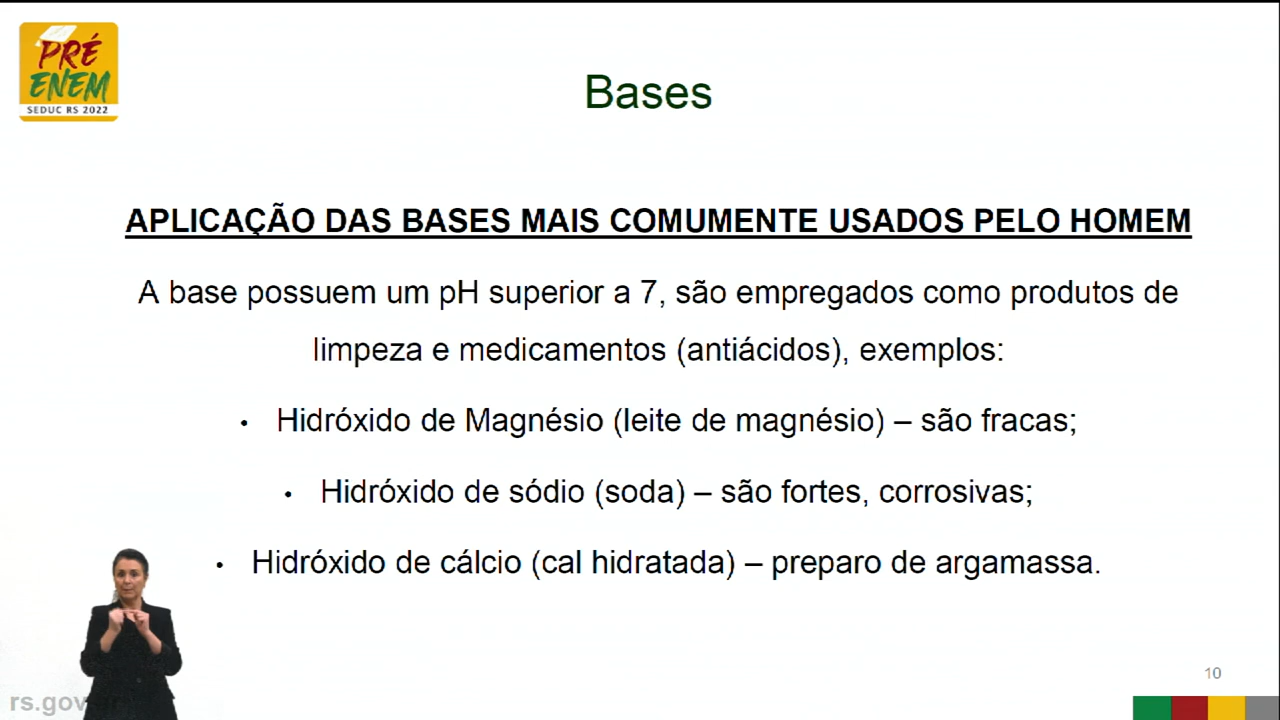 PRÉ
ENEM
SEDUC RS 2022
Bases
APLICAÇÃO DAS BASES MAIS COMUMENTE USADOS PELO HOMEM
A base possuem um pH superior a 7, são empregados como produtos de
limpeza e medicamentos (antiácidos), exemplos:
• Hidróxido de Magnésio (leite de magnésio) – são fracas;
• Hidróxido de sódio (soda) – são fortes, corrosivas;
• Hidróxido de cálcio (cal hidratada) – preparo de argamassa.
10
rs.gov